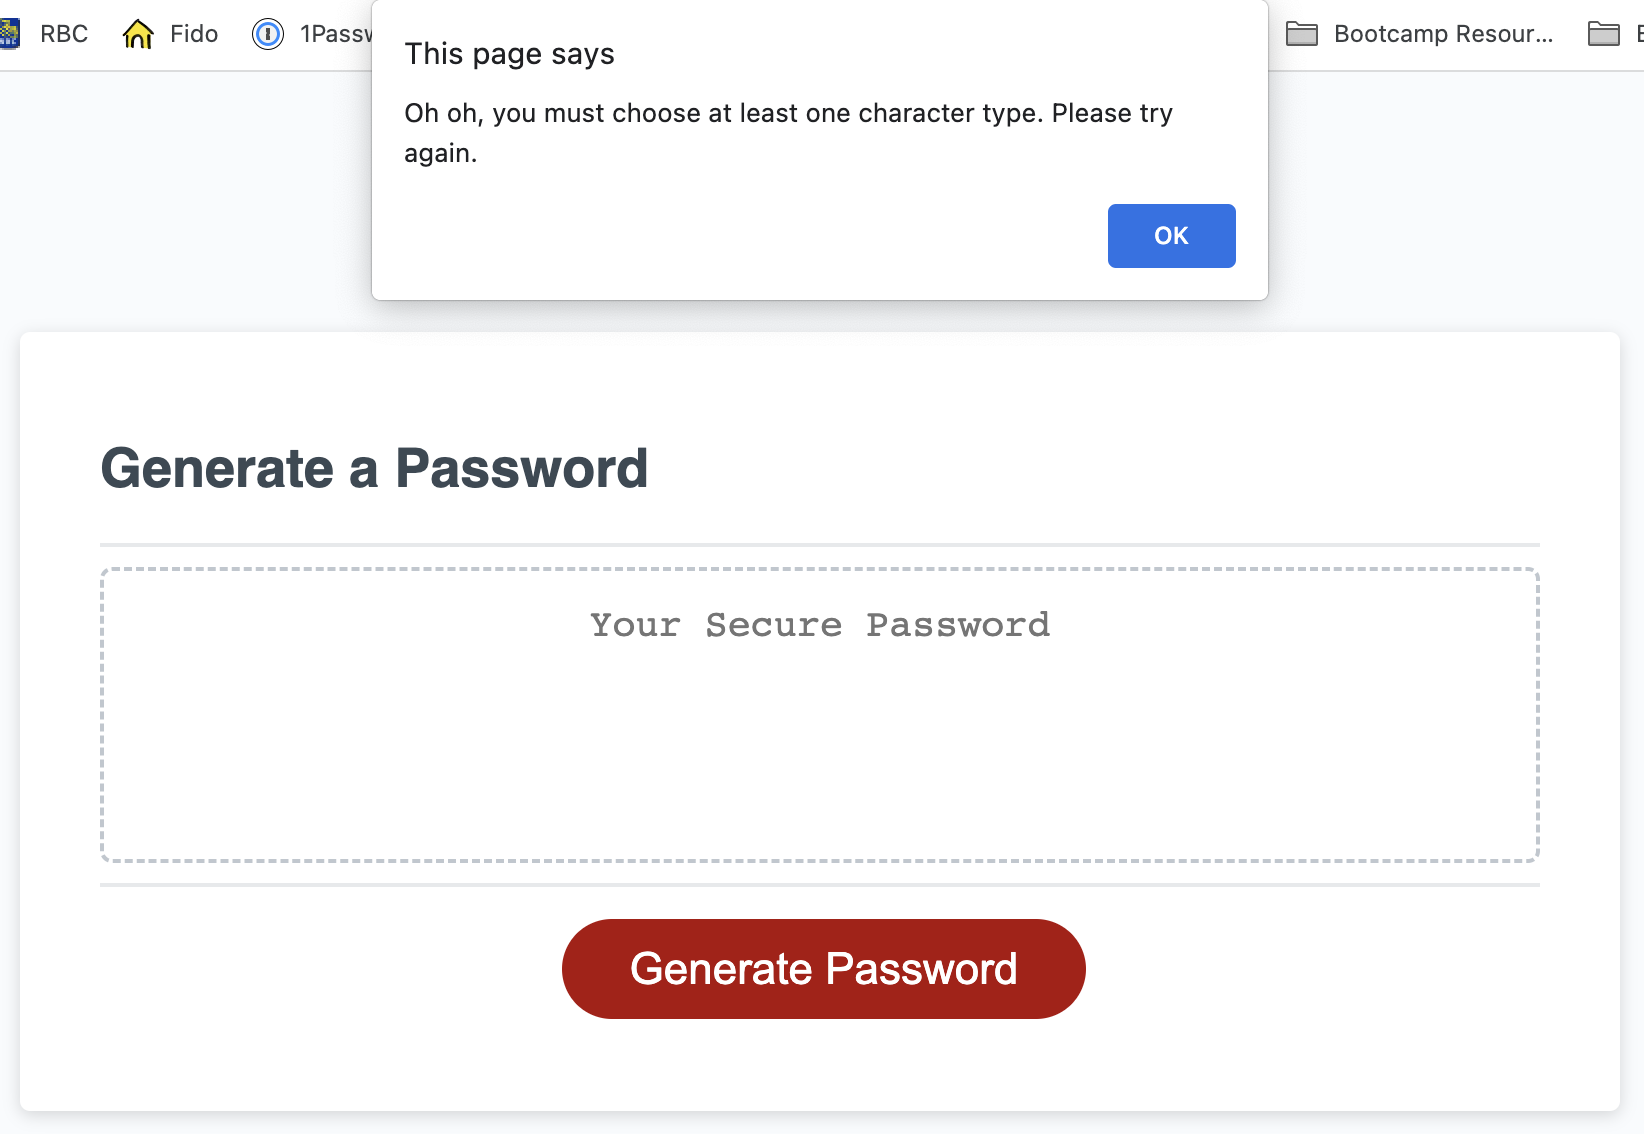 RBC Fido 1Passw Bootcamp Resour...
This page says
Oh oh, you must choose at least one character type. Please try
again.
OK
Generate a Password
Your Secure Password
Generate Password